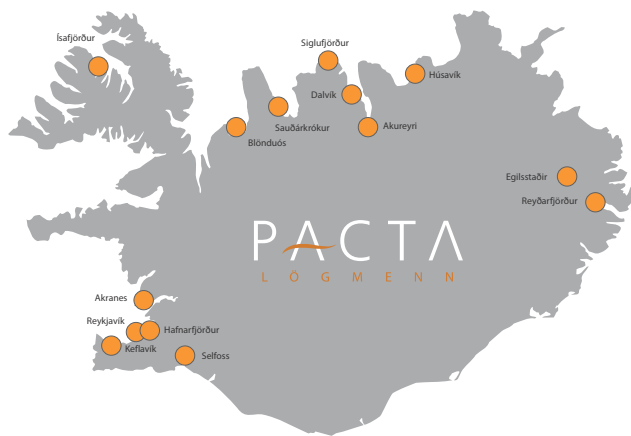 Ísafjörður
Siglufjörður
Húsavík
Dalvík
Sauðárkrókur
Akureyri
Blönduós
Egilsstaðir
Reyðarfjörður
PACTA
LÖGMENN
Akranes
Reykjavík
Hafnarfjörður
Keflavík
Selfoss